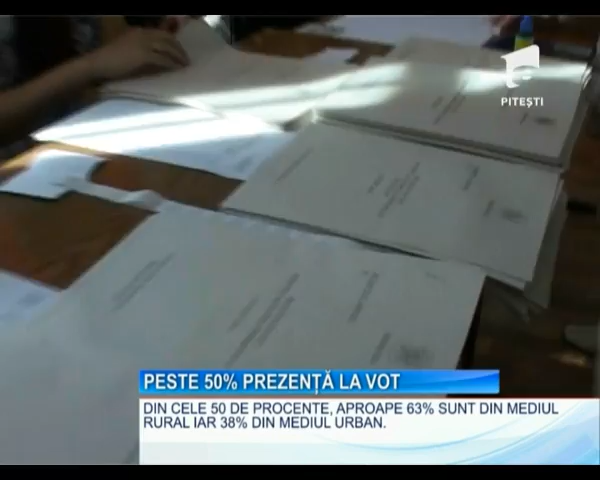 PITEȘTI
PESTE 50% PREZENȚĂ LA VOT
DIN CELE 50 DE PROCENTE, APROAPE 63% SUNT DIN MEDIUL
RURAL IAR 38% DIN MEDIUL URBAN.